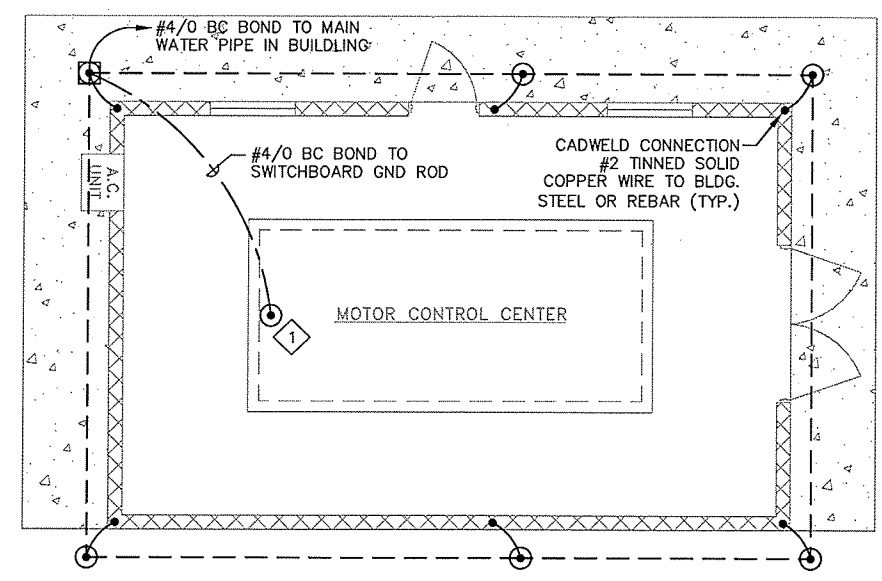 #4/0 BC BOND TO MAIN
WATER PIPE IN BUILDLING
#4/0 BC BOND TO
SWITCHBOARD GND ROD
CADWELD CONNECTION
#2 TINNED SOLID
COPPER WIRE TO BLDG.
STEEL OR REBAR (TYP.)
A.C.
UNIT
MOTOR CONTROL CENTER
1